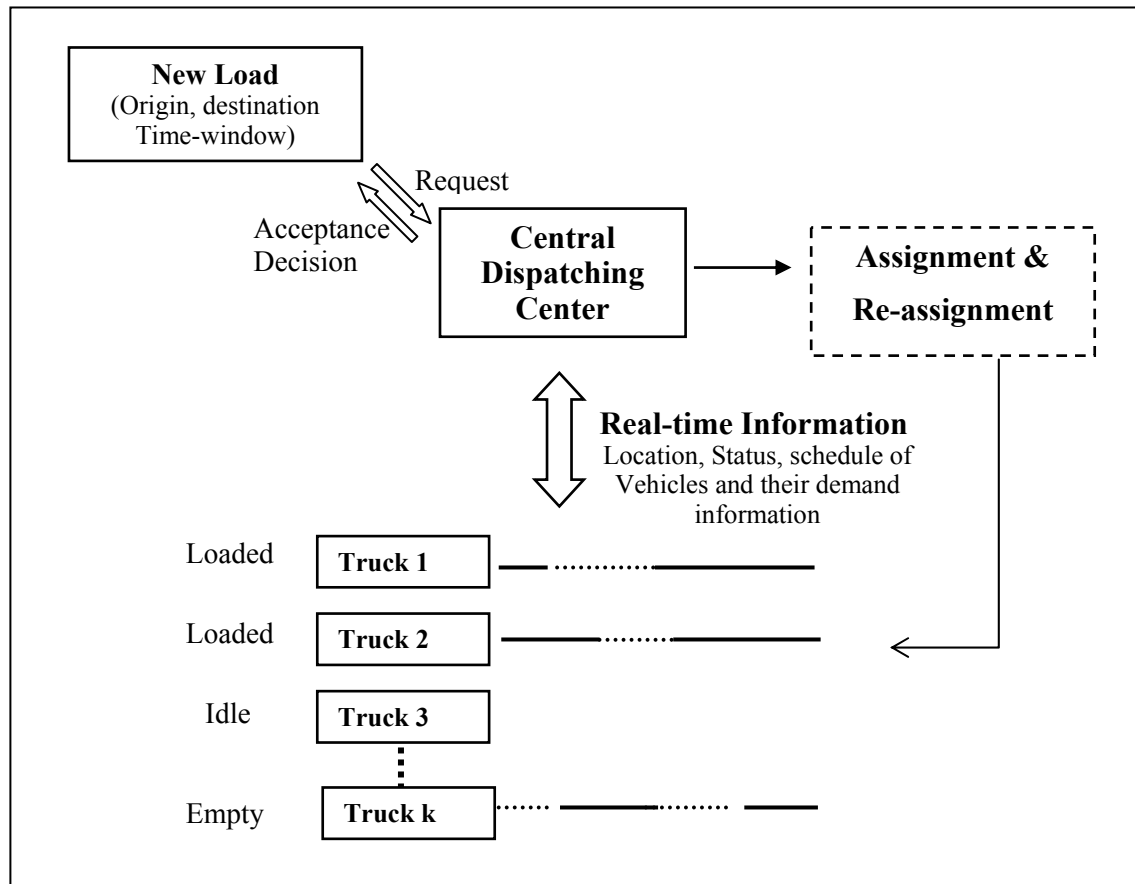 New Load
(Origin, destination
Time-window)
Request
Acceptance
Decision
Central
Dispatching
Center
Assignment &
Re-assignment
Real-time Information
Location, Status, schedule of
Vehicles and their demand
information
Loaded
Truck 1
Loaded
Truck 2
Idle
Truck 3
Empty
Truck k